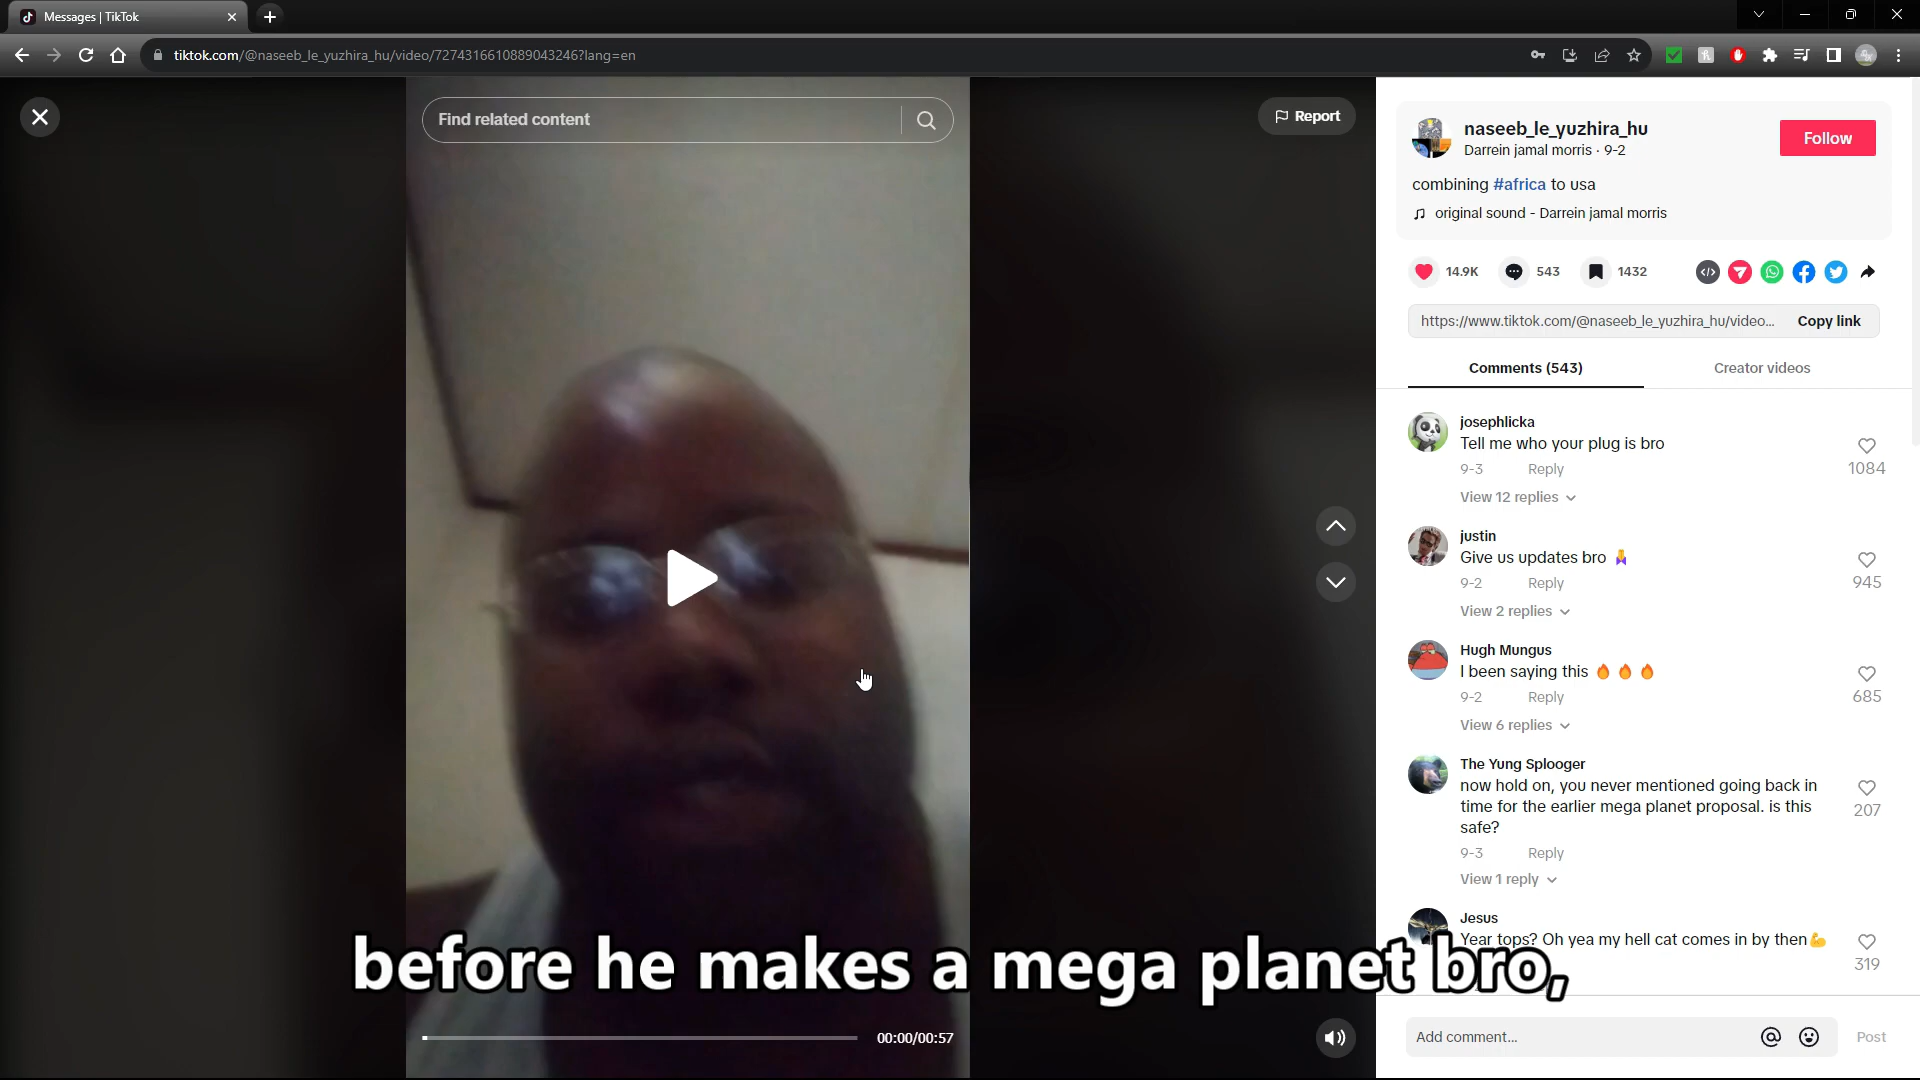 Messages | TikTok
tiktok.com/@naseeb_le_yuzhira_hu/video/7274316610889043246?lang=en
Find related content
Report
naseeb_le_yuzhira_hu
Darrein jamal morris · 9-2
Follow
combining #africa to usa
original sound - Darrein jamal morris
14.9K
543
1432
https://www.tiktok.com/@naseeb_le_yuzhira_hu/video...
Copy link
Comments (543)
Creator videos
josephlicka
Tell me who your plug is bro
9-3 Reply
1084
View 12 replies
justin
Give us updates bro
9-2 Reply
945
View 2 replies
Hugh Mungus
I been saying this 🔥 🔥 🔥
9-2 Reply
685
View 6 replies
The Yung Splooger
now hold on, you never mentioned going back in
time for the earlier mega planet proposal. is this
safe?
207
9-3 Reply
View 1 reply
Jesus
Year tops? Oh yea my hell cat comes in by then💪
319
before he makes a mega planet bro,
00:00/00:57
Add comment...
Post